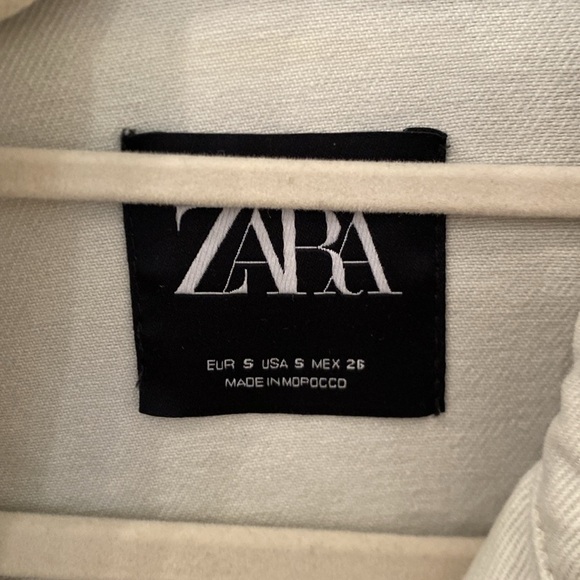 ZARA
EUR S USA S MEX 26
MADE IN MOROCCO